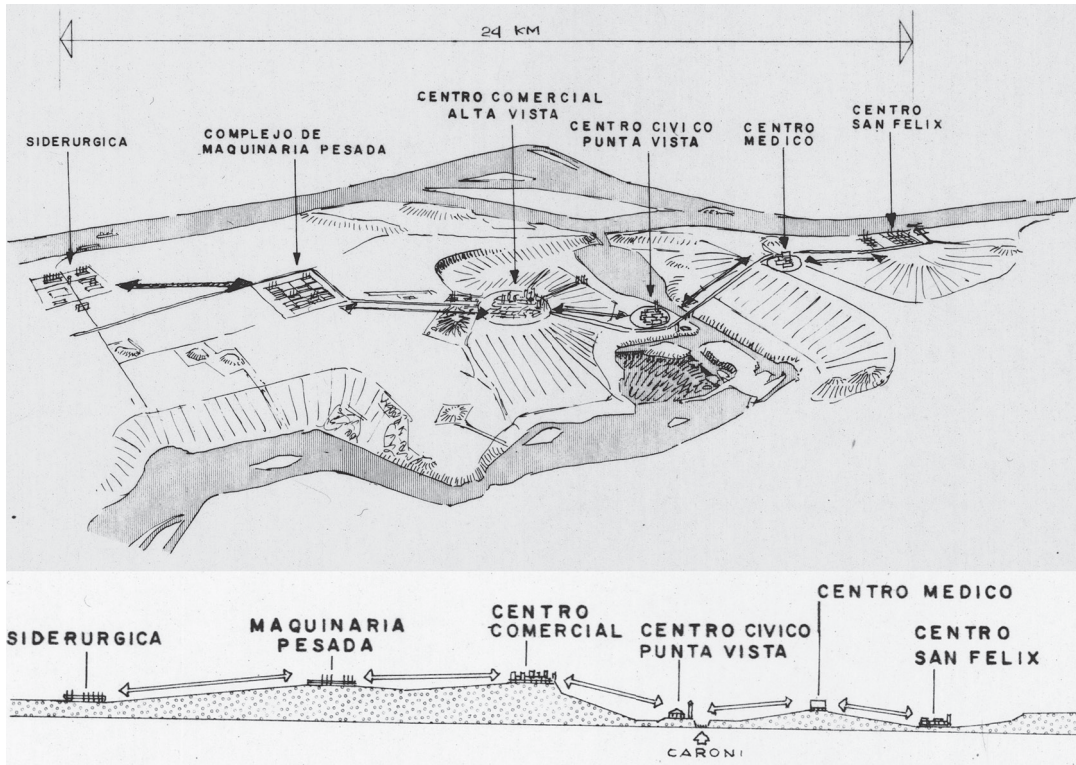 24 KM
SIDERURGICA
COMPLEJO DE
MAQUINARIA PESADA
CENTRO COMERCIAL
ALTA VISTA
CENTRO CIVICO
PUNTA VISTA
CENTRO
MEDICO
CENTRO
SAN FELIX
SIDERURGICA
MAQUINARIA
PESADA
CENTRO
COMERCIAL
CENTRO CIVICO
PUNTA VISTA
CENTRO MEDICO
CENTRO
SAN FELIX
CARONI